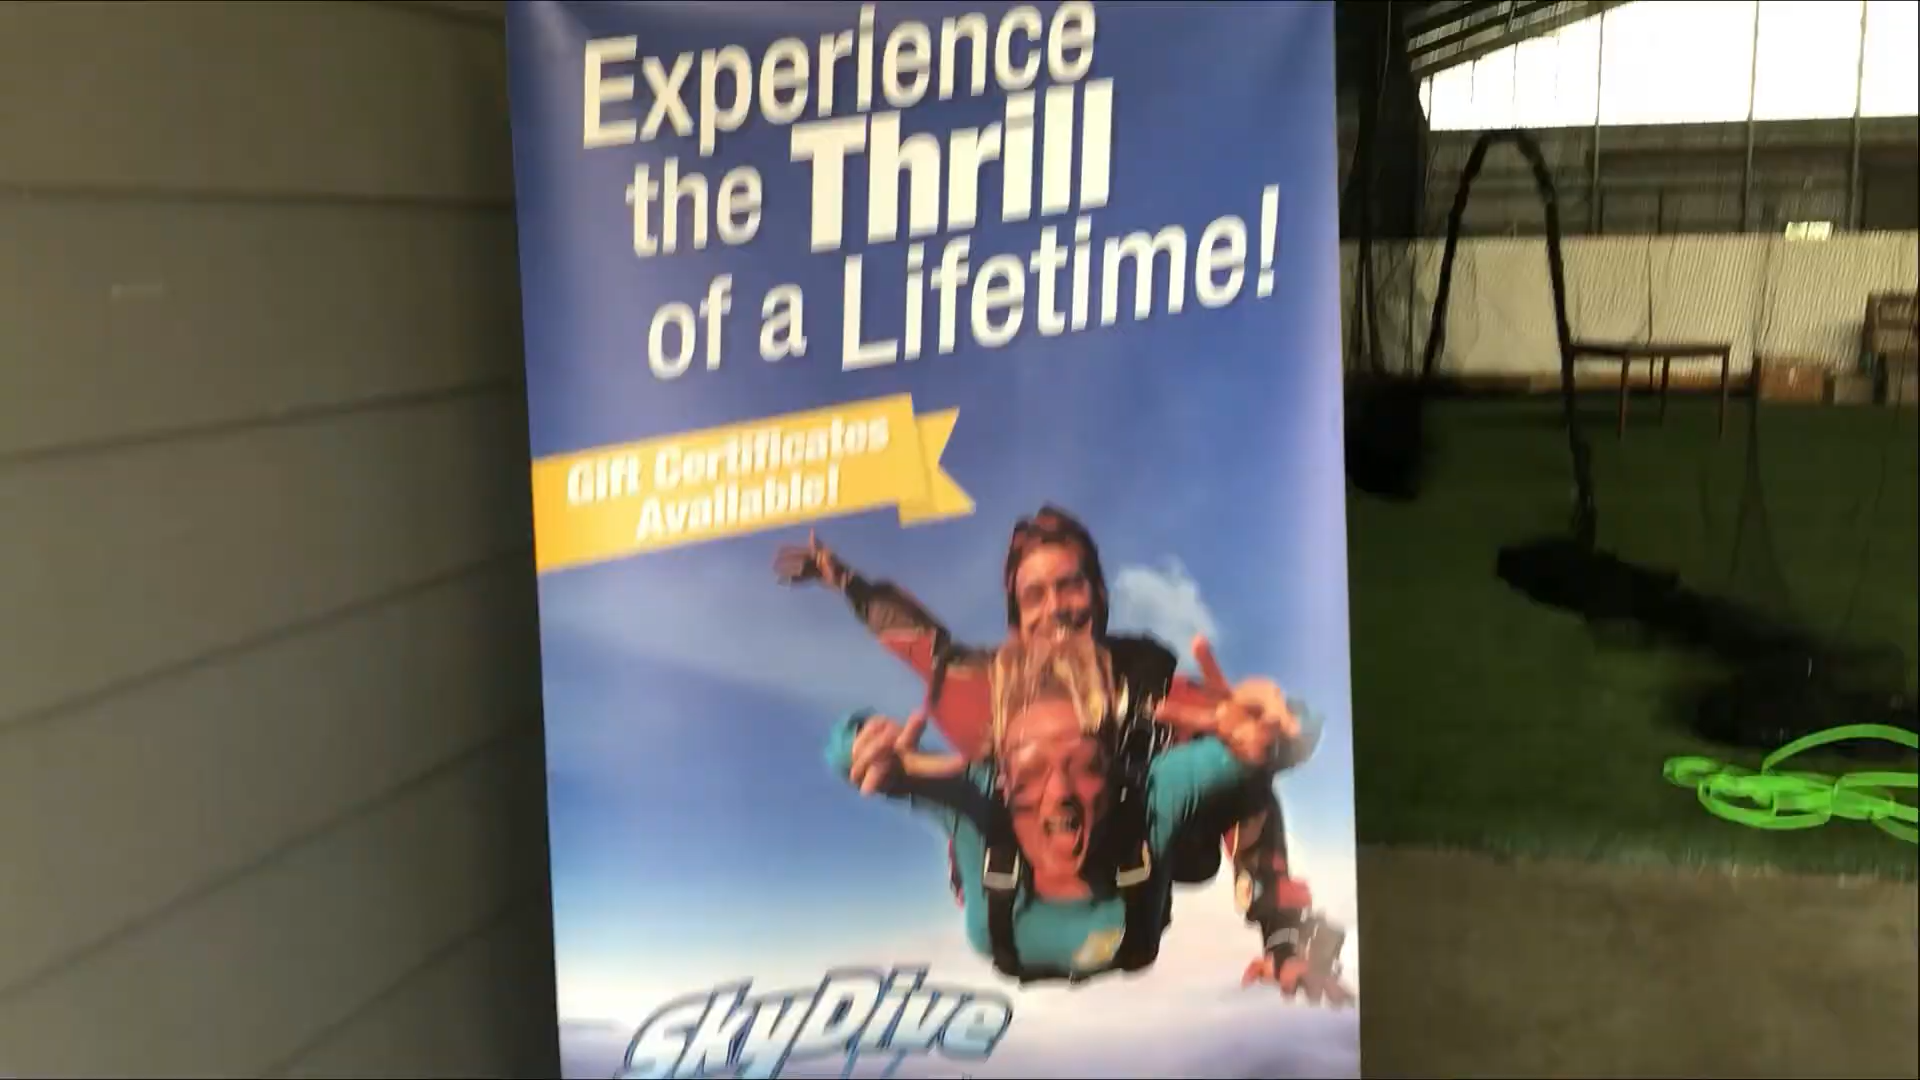 Experience
the Thrill
of a Lifetime!
Gift Certificates
Available!
SkyDive